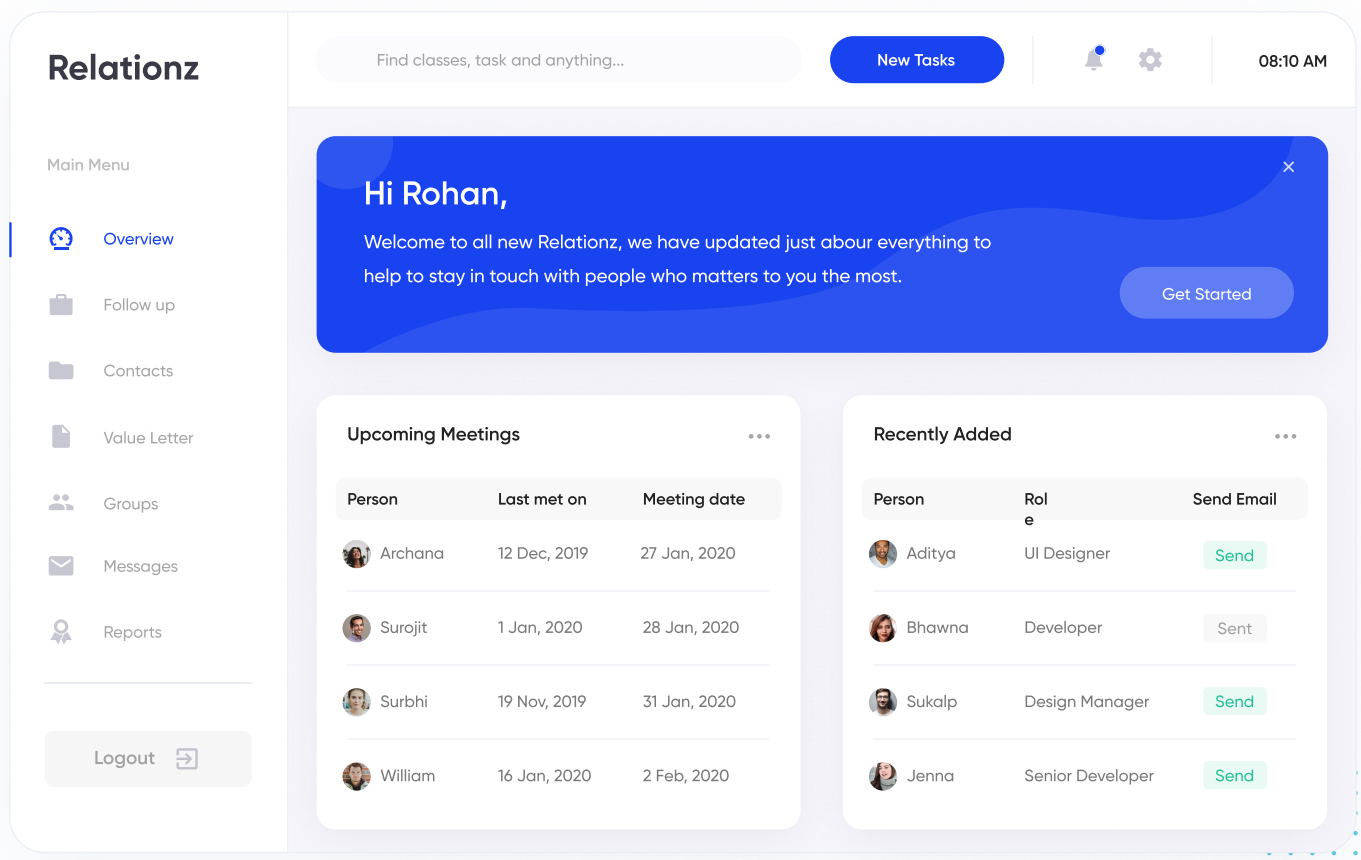 Relationz
Find classes, task and anything...
New Tasks
08:10 AM
Main Menu
Overview
Follow up
Contacts
Value Letter
Groups
Messages
Reports
Logout
Hi Rohan,
Welcome to all new Relationz, we have updated just abour everything to
help to stay in touch with people who matters to you the most.
Get Started
Upcoming Meetings
Person Last met on Meeting date
Archana 12 Dec, 2019 27 Jan, 2020
Surojit 1 Jan, 2020 28 Jan, 2020
Surbhi 19 Nov, 2019 31 Jan, 2020
William 16 Jan, 2020 2 Feb, 2020
Recently Added
Person Rol Send Email
e
Aditya UI Designer Send
Bhawna Developer Sent
Sukalp Design Manager Send
Jenna Senior Developer Send